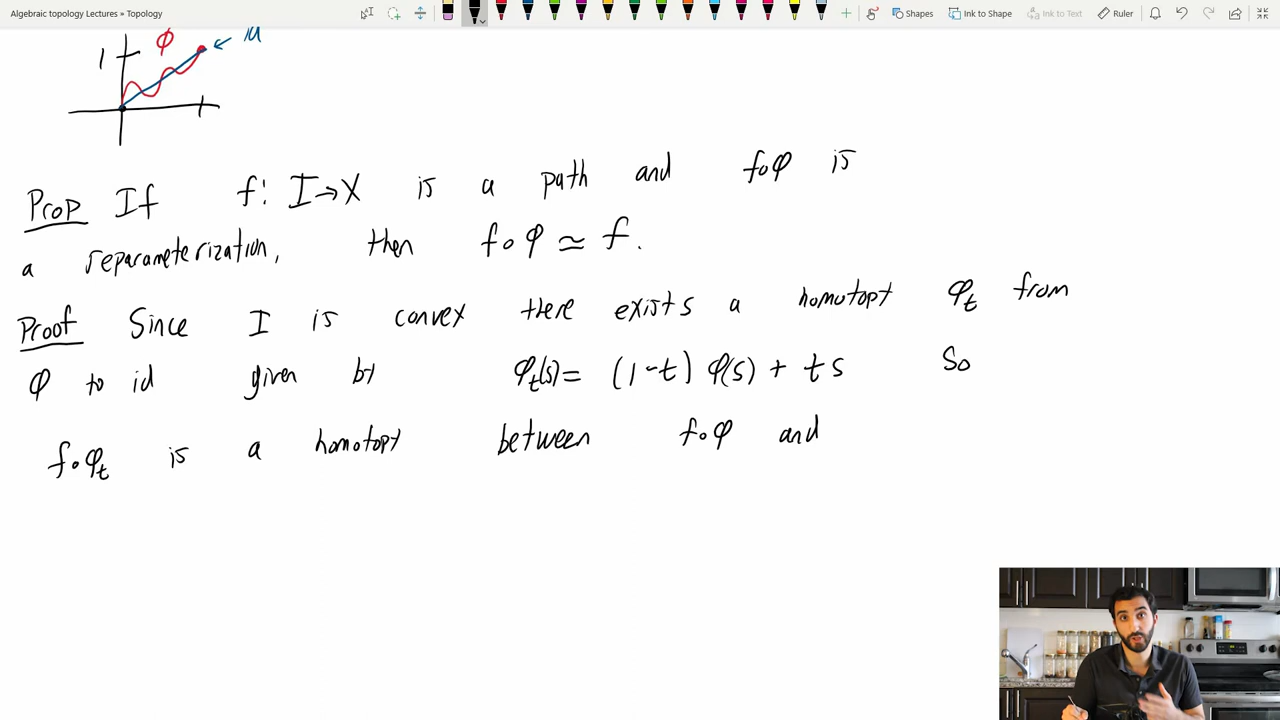 Algebraic topology Lectures » Topology
Shapes
Ink to Shape
Ink to Text
Ruler
1 φ ← id
Prop If f: I→X is a path and f∘φ is
a reparameterization, then f∘φ ≃ f.
Proof Since I is convex there exists a homotopy φt from
φ to id given by φt(s)= (1-t) φ(s) + t s So
f∘φt is a homotopy between f∘φ and